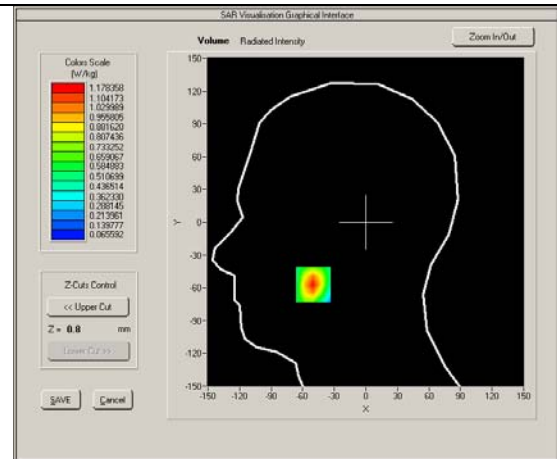 SAR Visualisation Graphical Interface
Volume Radiated Intensity
Zoom In/Out
Colors Scale
(W/kg)
1.178358
1.104173
1.029989
0.955805
0.881620
0.807436
0.733252
0.659067
0.584883
0.510699
0.436514
0.362330
0.288145
0.213961
0.139777
0.065592
Z-Cuts Control
<< Upper Cut
Z = 0.8 mm
Lower Cut >>
SAVE
Cancel
150
120
90
60
30
0
-30
-60
-90
-120
-150
Y
-150 -120 -90 -60 -30 0 30 60 90 120 150
X